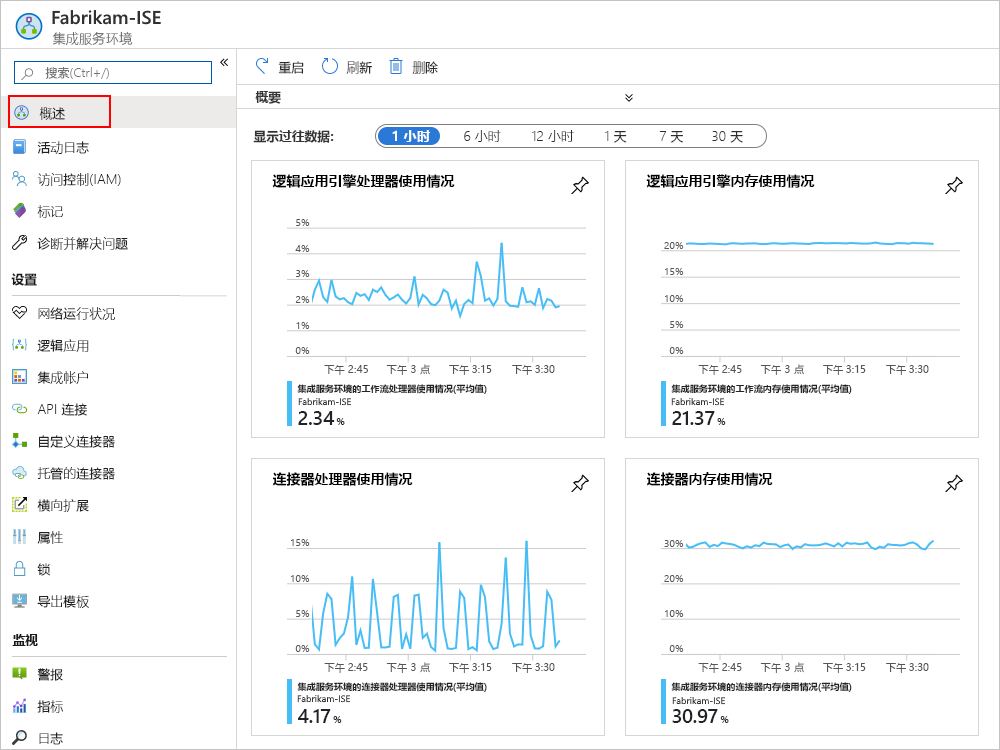 Fabrikam-ISE
集成服务环境
搜索(Ctrl+/)
«
概述
活动日志
访问控制(IAM)
标记
诊断并解决问题
设置
网络运行状况
逻辑应用
集成帐户
API 连接
自定义连接器
托管的连接器
横向扩展
属性
锁
导出模板
监视
警报
指标
日志
重启 刷新 删除
概要
显示过往数据: 1 小时 6 小时 12 小时 1 天 7 天 30 天
逻辑应用引擎处理器使用情况
5%
4%
3%
2%
1%
0%
下午 2:45 下午 3 点 下午 3:15 下午 3:30
集成服务环境的工作流处理器使用情况(平均值)
Fabrikam-ISE
2.34 %
逻辑应用引擎内存使用情况
20%
15%
10%
5%
0%
下午 2:45 下午 3 点 下午 3:15 下午 3:30
集成服务环境的工作流内存使用情况(平均值)
Fabrikam-ISE
21.37 %
连接器处理器使用情况
15%
10%
5%
0%
下午 2:45 下午 3 点 下午 3:15 下午 3:30
集成服务环境的连接器处理器使用情况(平均值)
Fabrikam-ISE
4.17 %
连接器内存使用情况
30%
20%
10%
0%
下午 2:45 下午 3 点 下午 3:15 下午 3:30
集成服务环境的连接器内存使用情况(平均值)
Fabrikam-ISE
30.97 %